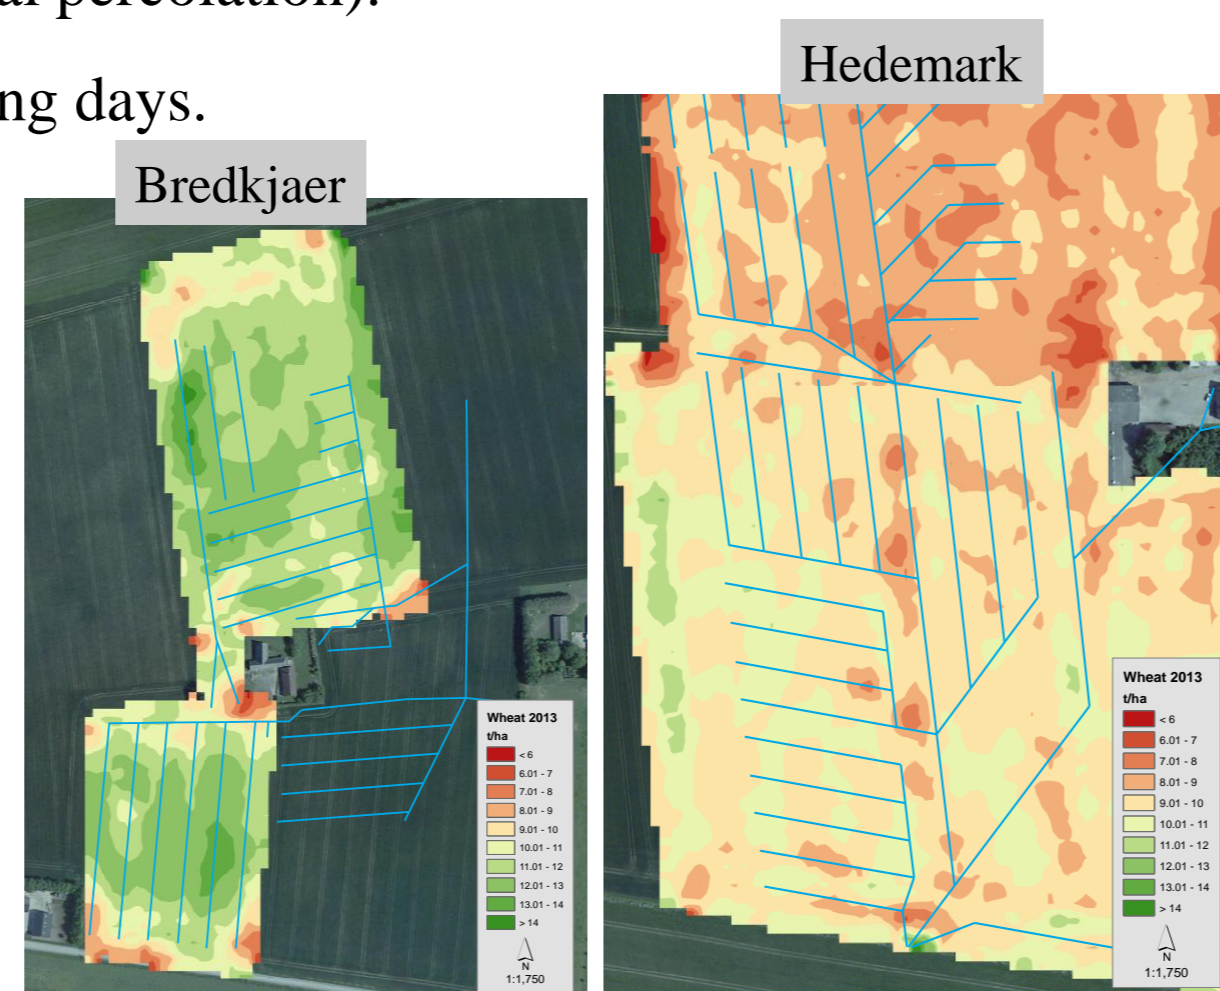 al percolation).
ng days.
Bredkjaer
Hedemark
Wheat 2013
t/ha
< 6
6.01 - 7
7.01 - 8
8.01 - 9
9.01 - 10
10.01 - 11
11.01 - 12
12.01 - 13
13.01 - 14
> 14
N
1:1,750
Wheat 2013
t/ha
< 6
6.01 - 7
7.01 - 8
8.01 - 9
9.01 - 10
10.01 - 11
11.01 - 12
12.01 - 13
13.01 - 14
> 14
N
1:1,750